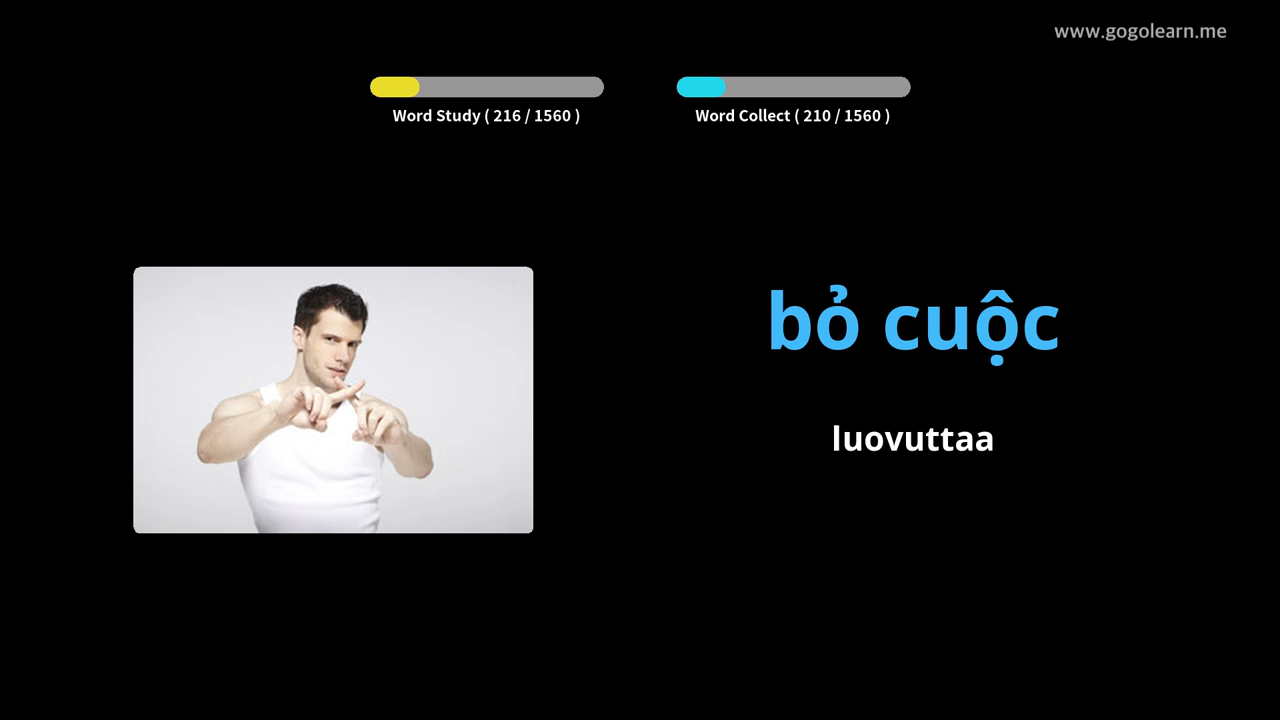 www.gogolearn.me
Word Study ( 216 / 1560 )
Word Collect ( 210 / 1560 )
bỏ cuộc
luovuttaa